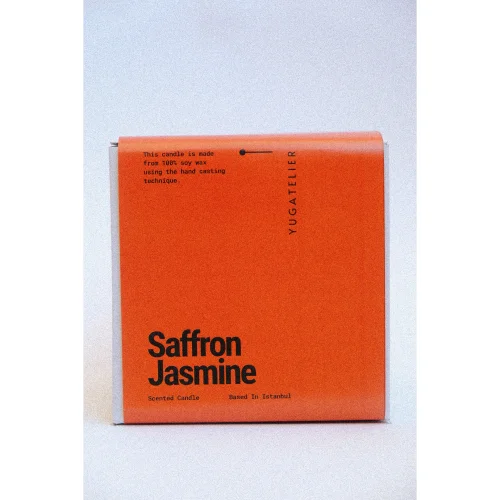 This candle is made
from 100% soy wax
using the hand casting
technique.
YUGATELIER
Saffron
Jasmine
Scented Candle
Based In Istanbul